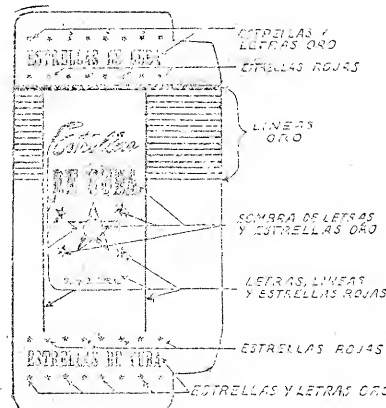 ESTRELLAS Y
LETRAS ORO
ESTRELLAS DE CUBA
ESTRELLAS ROJAS
LINEAS
ORO
Estrellas
DE CUBA
SOMBRA DE LETRAS
Y ESTRELLAS ORO
LETRAS, LINEAS
Y ESTRELLAS ROJAS
ESTRELLAS ROJAS
ESTRELLAS DE CUBA
ESTRELLAS Y LETRAS ORO